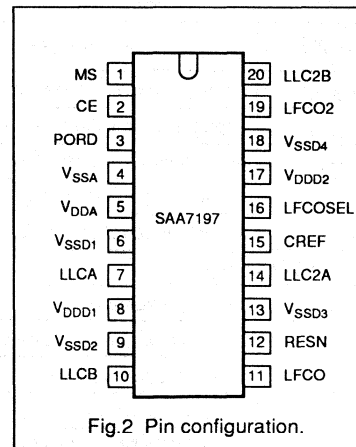 MS 1 20 LLC2B
CE 2 19 LFCO2
PORD 3 18 VSSD4
VSSA 4 17 VDDD2
VDDA 5 SAA7197 16 LFCOSEL
VSSD1 6 15 CREF
LLCA 7 14 LLC2A
VDDD1 8 13 VSSD3
VSSD2 9 12 RESN
LLCB 10 11 LFCO
Fig.2 Pin configuration.